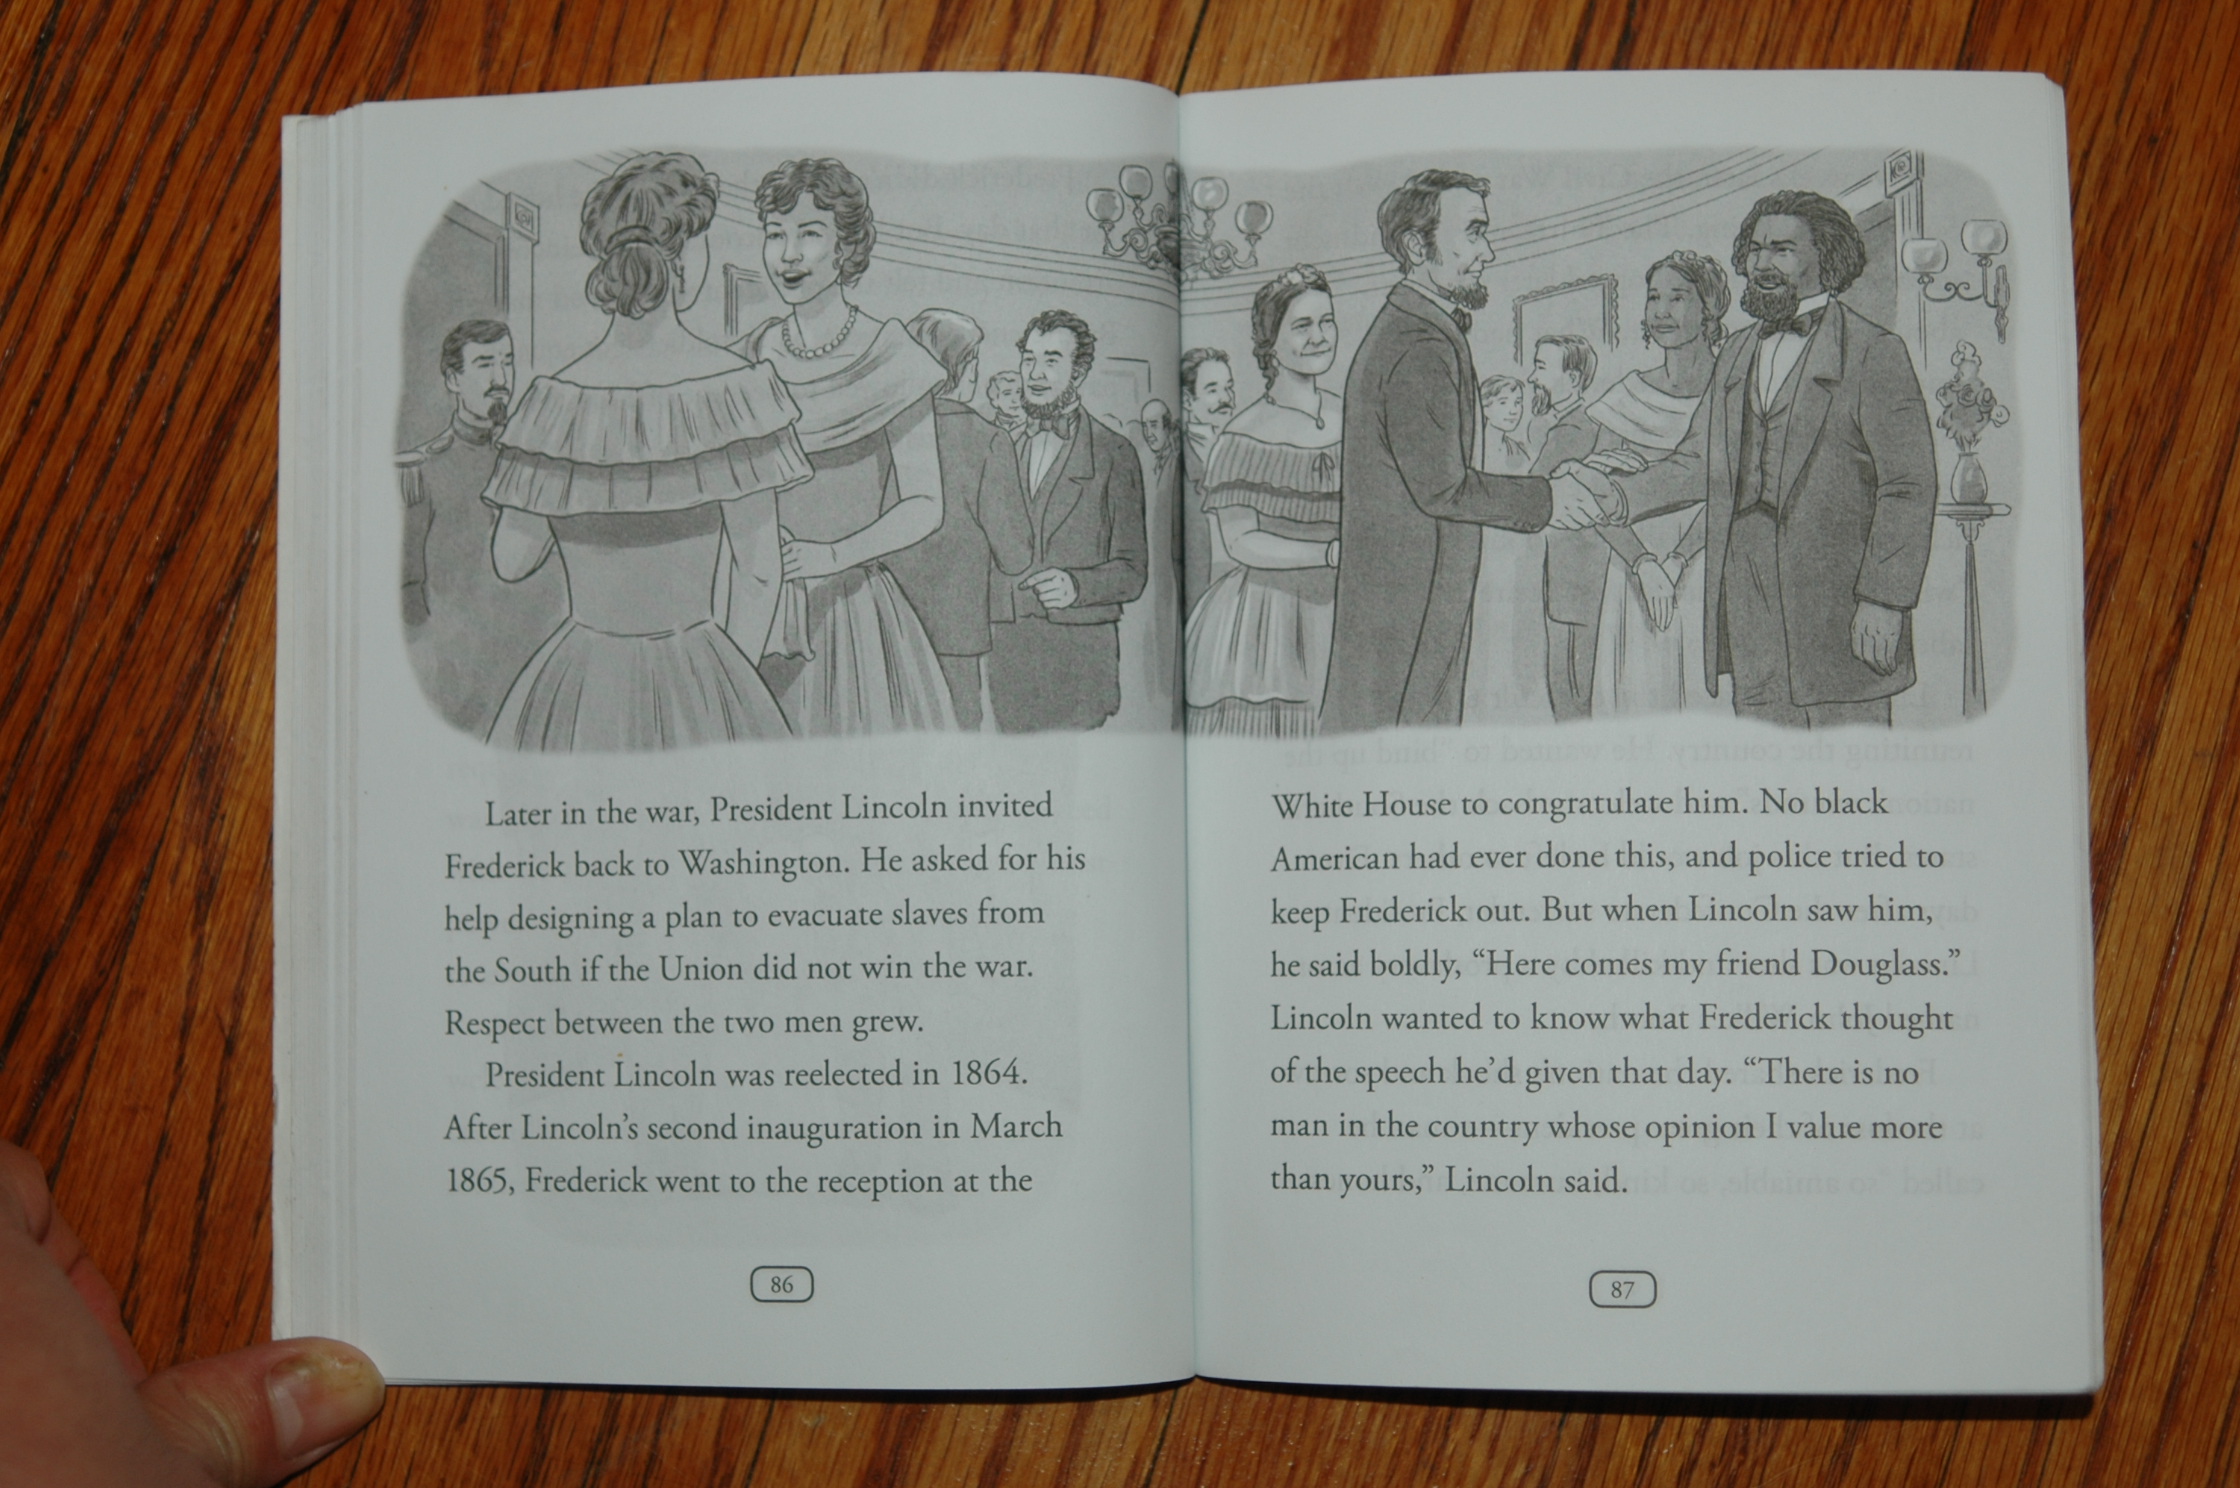 Later in the war, President Lincoln invited
Frederick back to Washington. He asked for his
help designing a plan to evacuate slaves from
the South if the Union did not win the war.
Respect between the two men grew.
President Lincoln was reelected in 1864.
After Lincoln’s second inauguration in March
1865, Frederick went to the reception at the
86
White House to congratulate him. No black
American had ever done this, and police tried to
keep Frederick out. But when Lincoln saw him,
he said boldly, “Here comes my friend Douglass.”
Lincoln wanted to know what Frederick thought
of the speech he’d given that day. “There is no
man in the country whose opinion I value more
than yours,” Lincoln said.
87